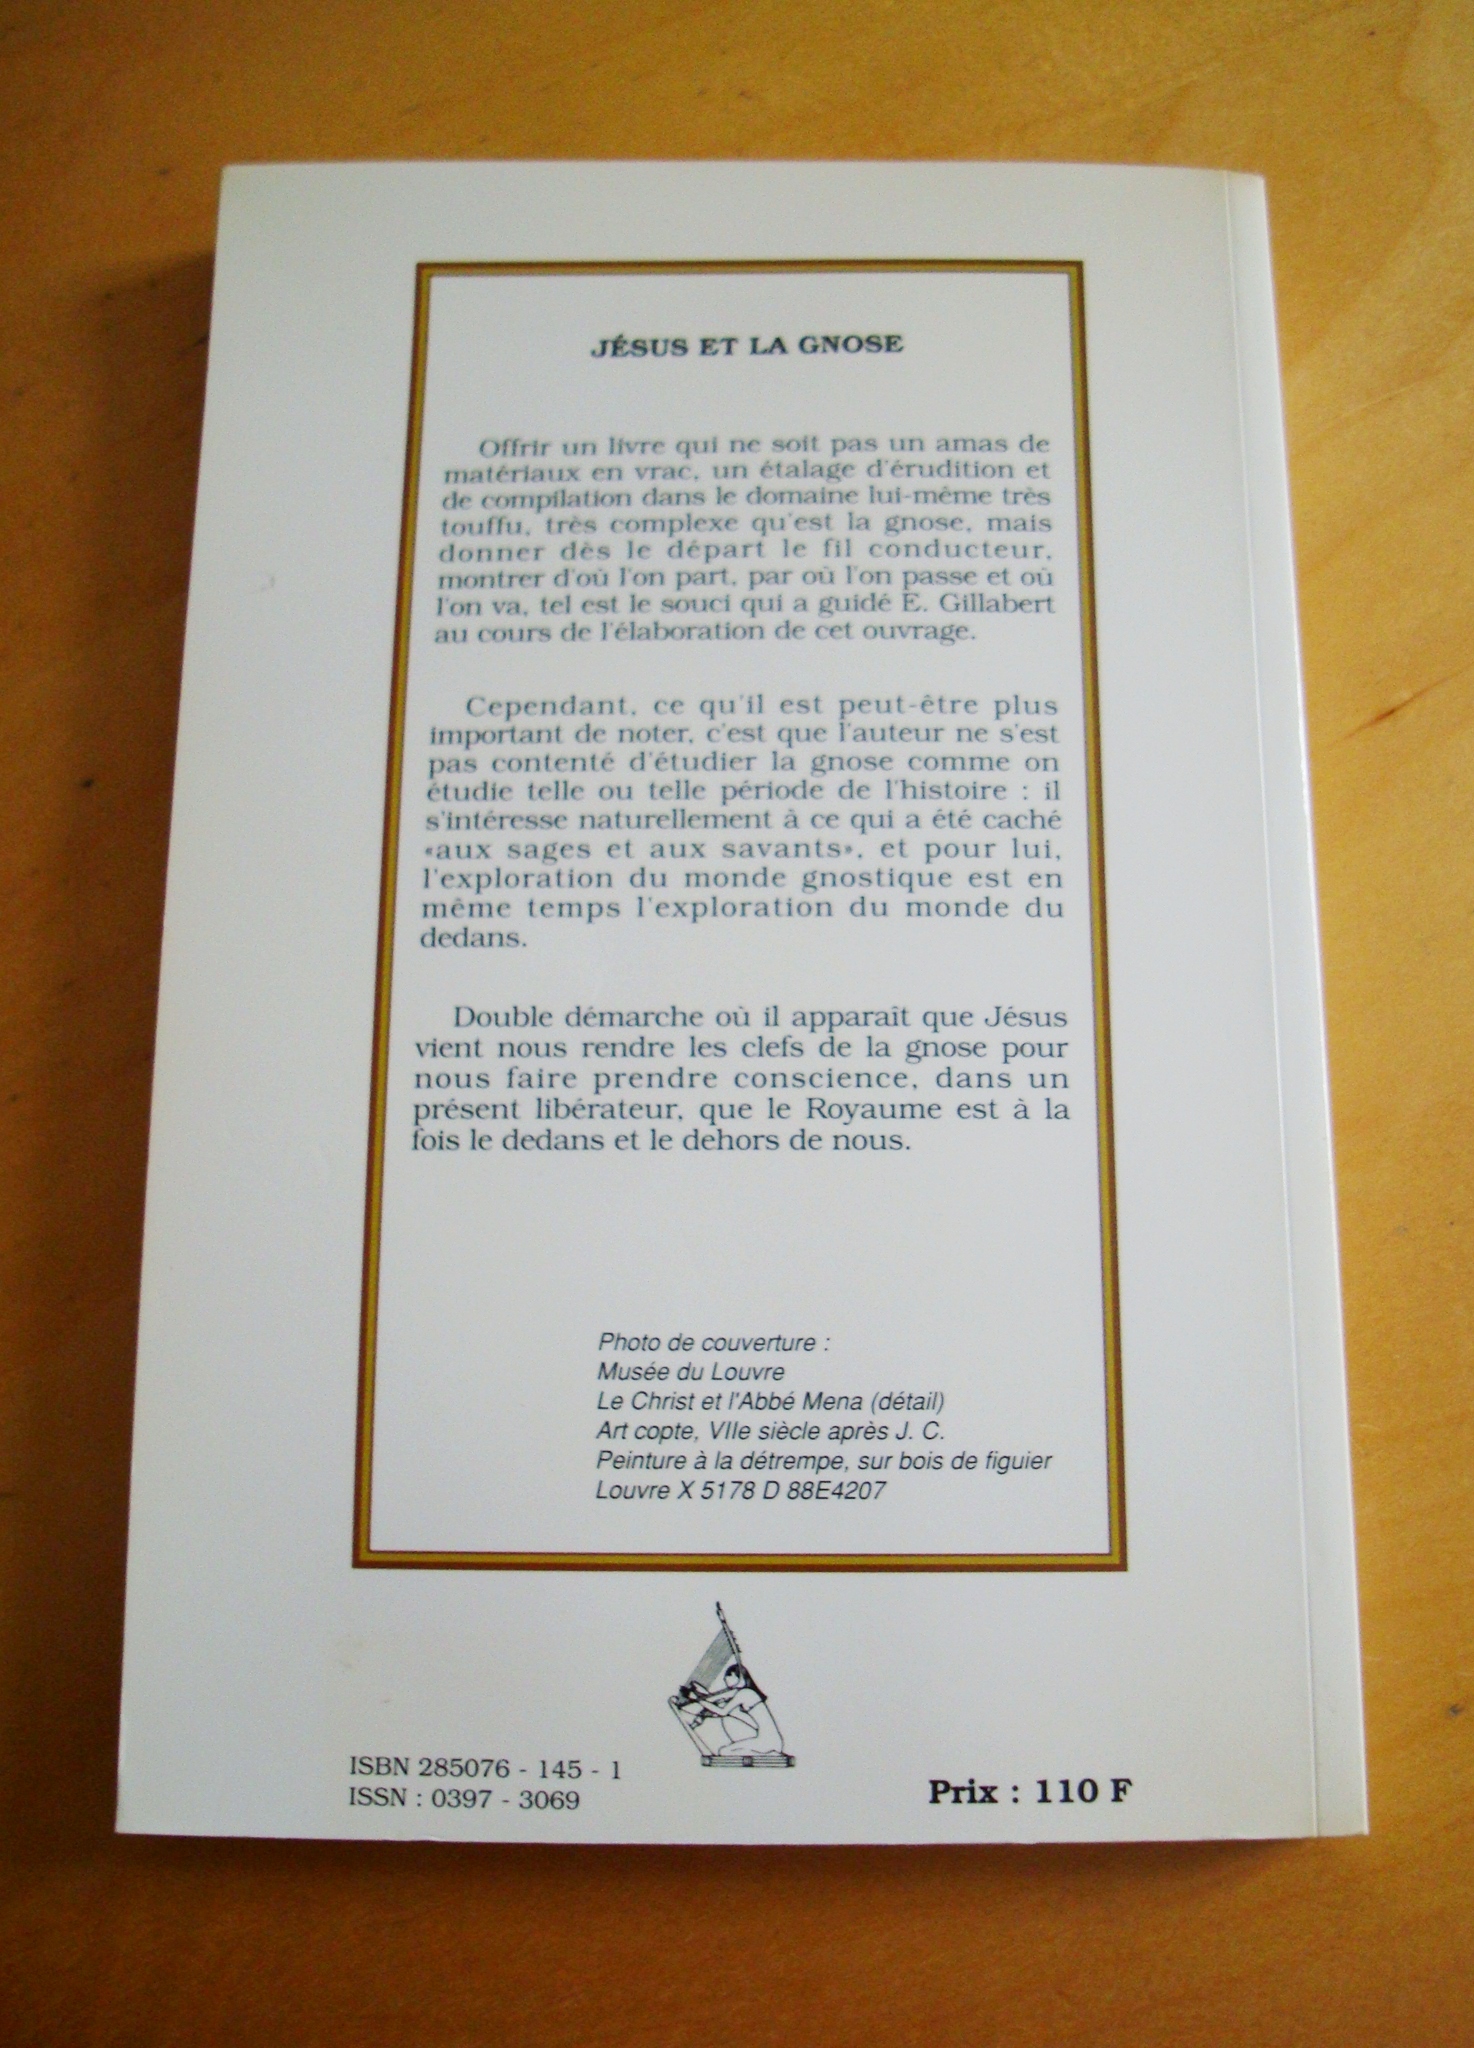 JÉSUS ET LA GNOSE
Offrir un livre qui ne soit pas un amas de
matériaux en vrac, un étalage d'érudition et
de compilation dans le domaine lui-même très
touffu, très complexe qu'est la gnose, mais
donner dès le départ le fil conducteur,
montrer d'où l'on part, par où l'on passe et où
l'on va, tel est le souci qui a guidé E. Gillabert
au cours de l'élaboration de cet ouvrage.
Cependant, ce qu'il est peut-être plus
important de noter, c'est que l'auteur ne s'est
pas contenté d'étudier la gnose comme on
étudie telle ou telle période de l'histoire : il
s'intéresse naturellement à ce qui a été caché
«aux sages et aux savants», et pour lui,
l'exploration du monde gnostique est en
même temps l'exploration du monde du
dedans.
Double démarche où il apparaît que Jésus
vient nous rendre les clefs de la gnose pour
nous faire prendre conscience, dans un
présent libérateur, que le Royaume est à la
fois le dedans et le dehors de nous.
Photo de couverture :
Musée du Louvre
Le Christ et l'Abbé Mena (détail)
Art copte, VIIe siècle après J. C.
Peinture à la détrempe, sur bois de figuier
Louvre X 5178 D 88E4207
ISBN 285076 - 145 - 1
ISSN : 0397 - 3069
Prix : 110 F